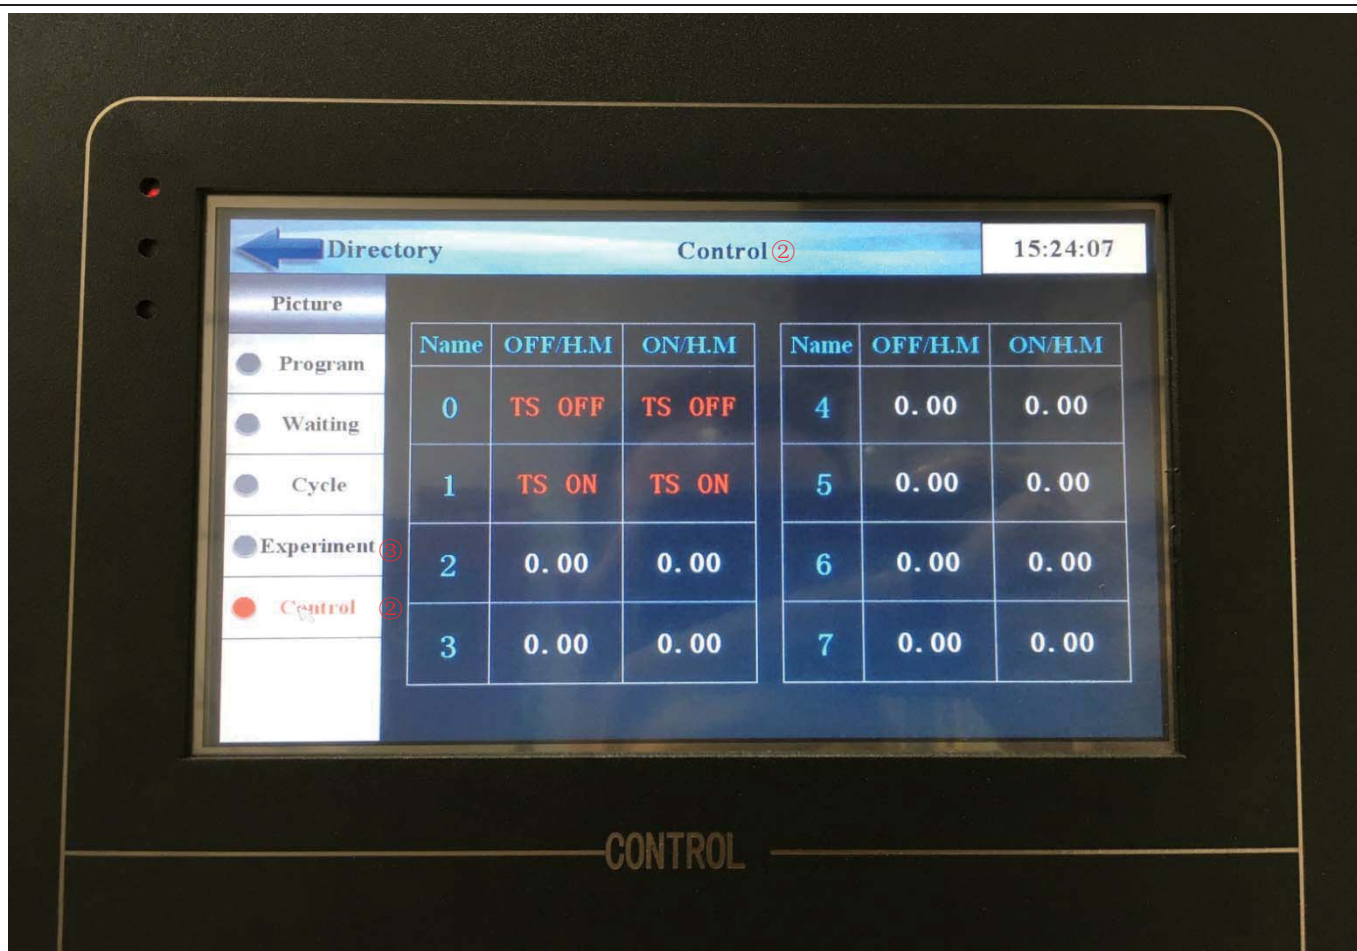 Directory Control② 15:24:07
Picture
Program
Waiting
Cycle
Experiment③
Control ②
Name OFF/H.M ON/H.M
0 TS OFF TS OFF
1 TS ON TS ON
2 0.00 0.00
3 0.00 0.00
Name OFF/H.M ON/H.M
4 0.00 0.00
5 0.00 0.00
6 0.00 0.00
7 0.00 0.00
CONTROL